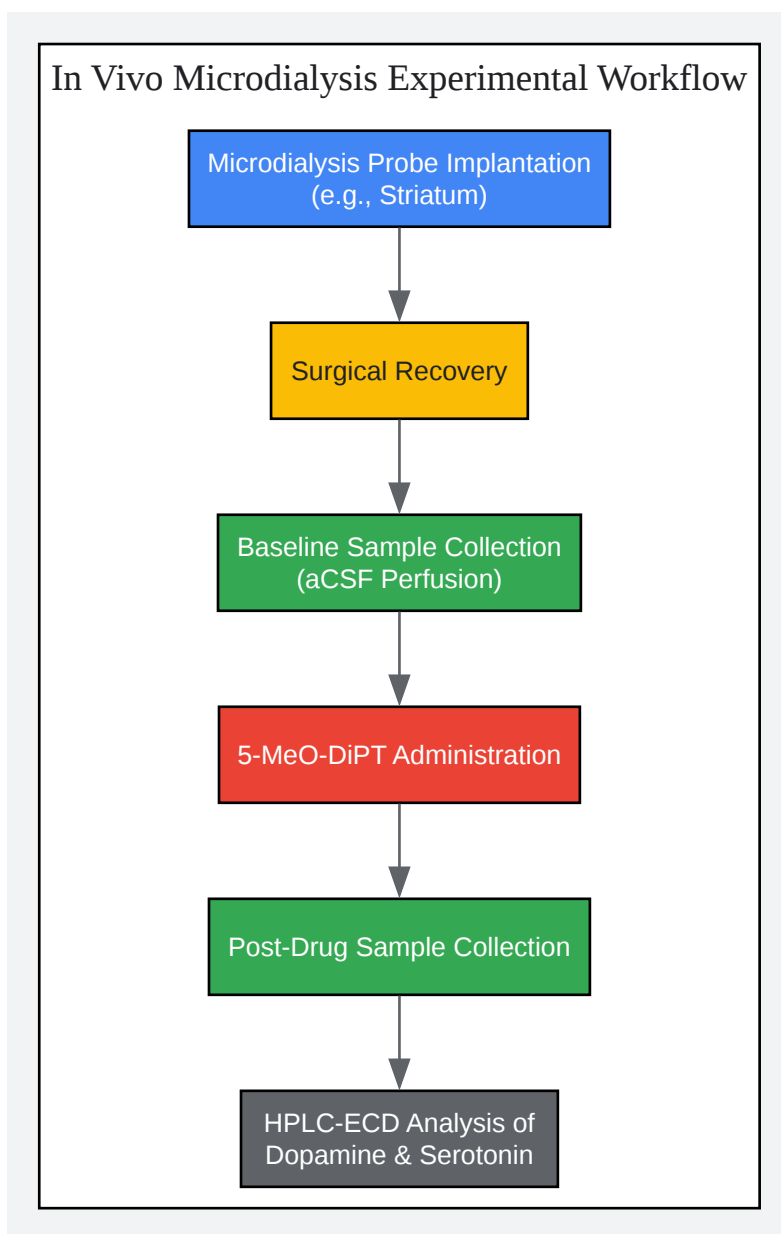 In Vivo Microdialysis Experimental Workflow
Microdialysis Probe Implantation
(e.g., Striatum)
Surgical Recovery
Baseline Sample Collection
(aCSF Perfusion)
5-MeO-DiPT Administration
Post-Drug Sample Collection
HPLC-ECD Analysis of
Dopamine & Serotonin